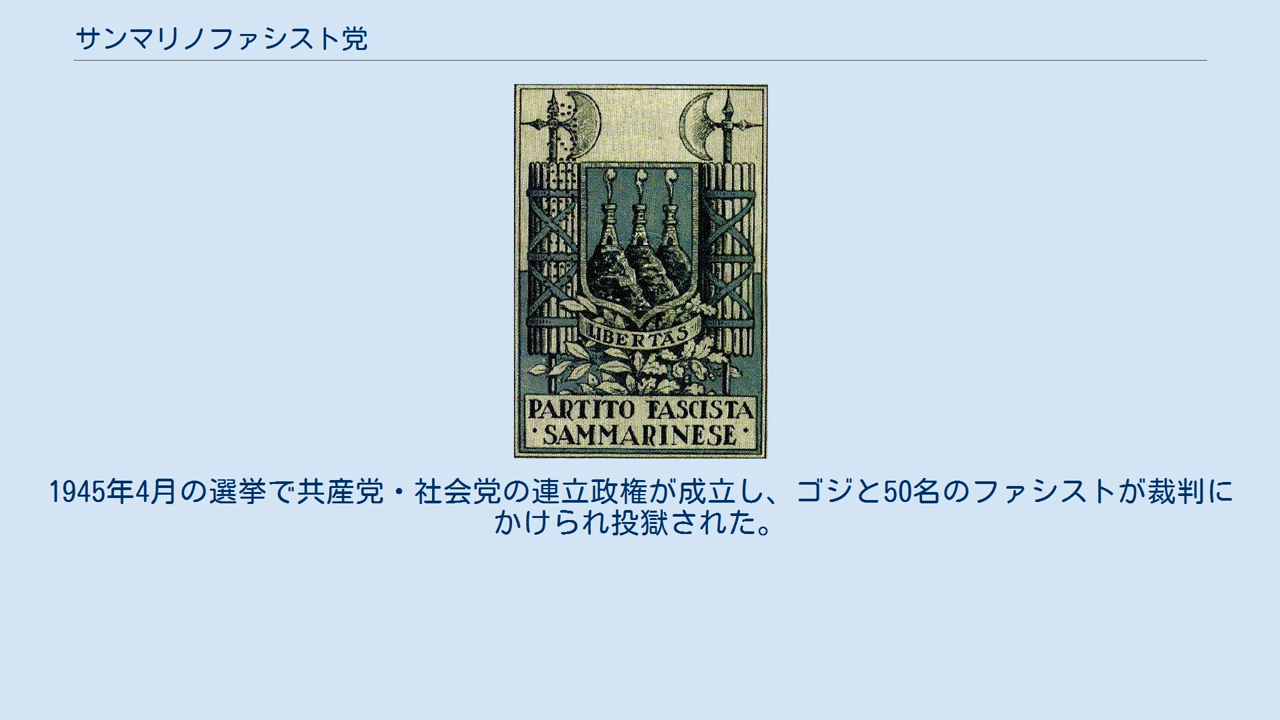 サンマリノファシスト党
LIBERTAS
PARTITO FASCISTA
·SAMMARINESE·
1945年4月の選挙で共産党・社会党の連立政権が成立し、ゴジと50名のファシストが裁判に
かけられ投獄された。